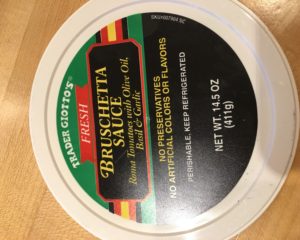 TRADER GIOTTO'S
FRESH
BRUSCHETTA
SAUCE
Roma Tomatoes with Olive Oil,
Basil & Garlic
NO PRESERVATIVES
NO ARTIFICIAL COLORS OR FLAVORS
PERISHABLE. KEEP REFRIGERATED
NET WT. 14.5 OZ
(411g)